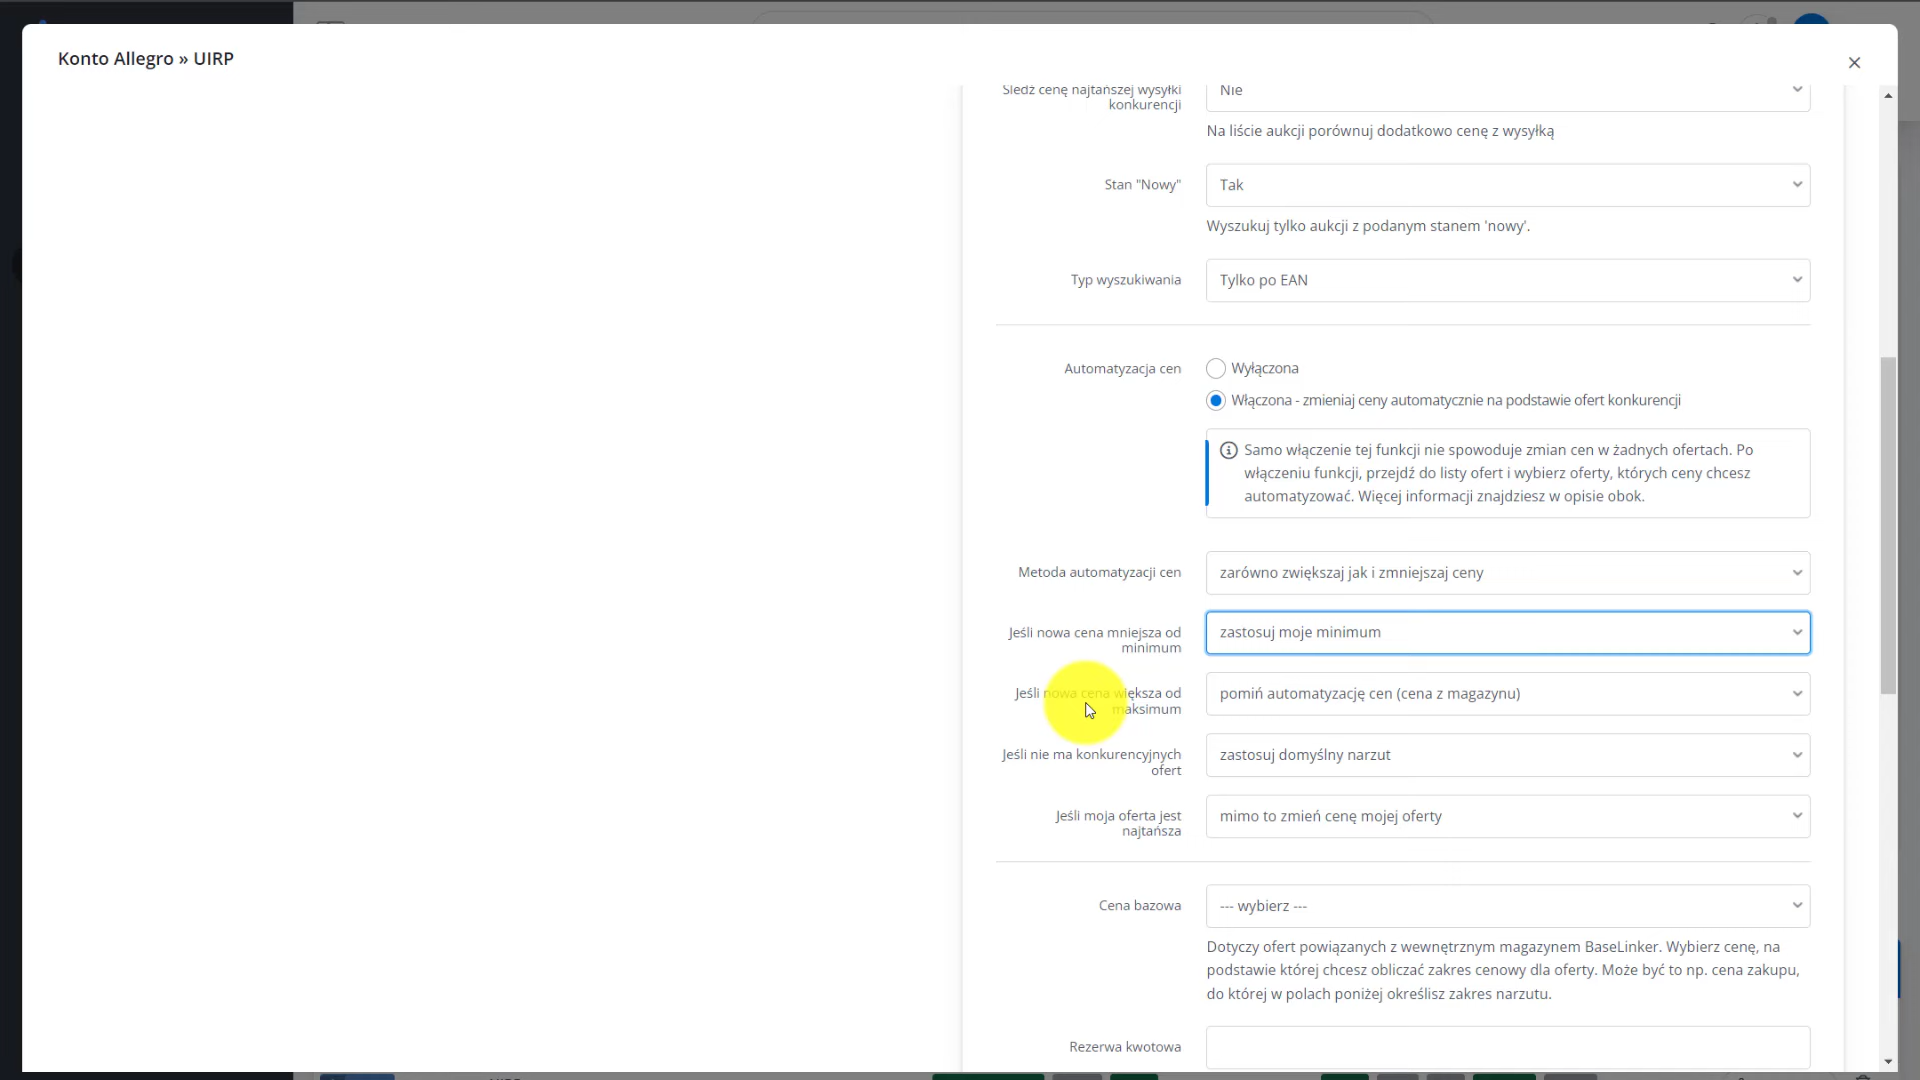 Konto Allegro » UIRP
Śledź cenę najtańszej wysyłki
konkurencji
Nie
Na liście aukcji porównuj dodatkowo cenę z wysyłką
Stan "Nowy"
Tak
Wyszukuj tylko aukcji z podanym stanem 'nowy'.
Typ wyszukiwania
Tylko po EAN
Automatyzacja cen
Wyłączona
Włączona - zmieniaj ceny automatycznie na podstawie ofert konkurencji
Samo włączenie tej funkcji nie spowoduje zmian cen w żadnych ofertach. Po
włączeniu funkcji, przejdź do listy ofert i wybierz oferty, których ceny chcesz
automatyzować. Więcej informacji znajdziesz w opisie obok.
Metoda automatyzacji cen
zarówno zwiększaj jak i zmniejszaj ceny
Jeśli nowa cena mniejsza od
minimum
zastosuj moje minimum
Jeśli nowa cena większa od
maksimum
pomiń automatyzację cen (cena z magazynu)
Jeśli nie ma konkurencyjnych
ofert
zastosuj domyślny narzut
Jeśli moja oferta jest
najtańsza
mimo to zmień cenę mojej oferty
Cena bazowa
--- wybierz ---
Dotyczy ofert powiązanych z wewnętrznym magazynem BaseLinker. Wybierz cenę, na
podstawie której chcesz obliczać zakres cenowy dla oferty. Może być to np. cena zakupu,
do której w polach poniżej określisz zakres narzutu.
Rezerwa kwotowa